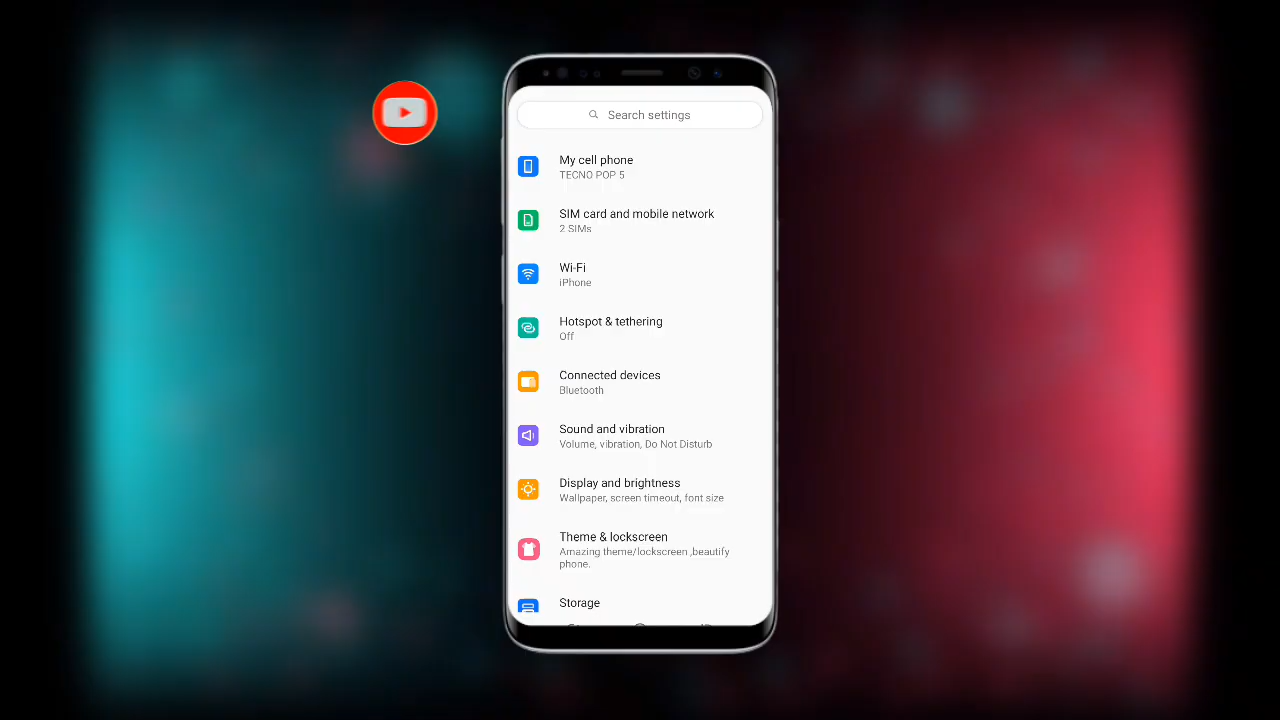 Search settings
My cell phone
TECNO POP 5
SIM card and mobile network
2 SIMs
Wi-Fi
iPhone
Hotspot & tethering
Off
Connected devices
Bluetooth
Sound and vibration
Volume, vibration, Do Not Disturb
Display and brightness
Wallpaper, screen timeout, font size
Theme & lockscreen
Amazing theme/lockscreen ,beautify
phone.
Storage